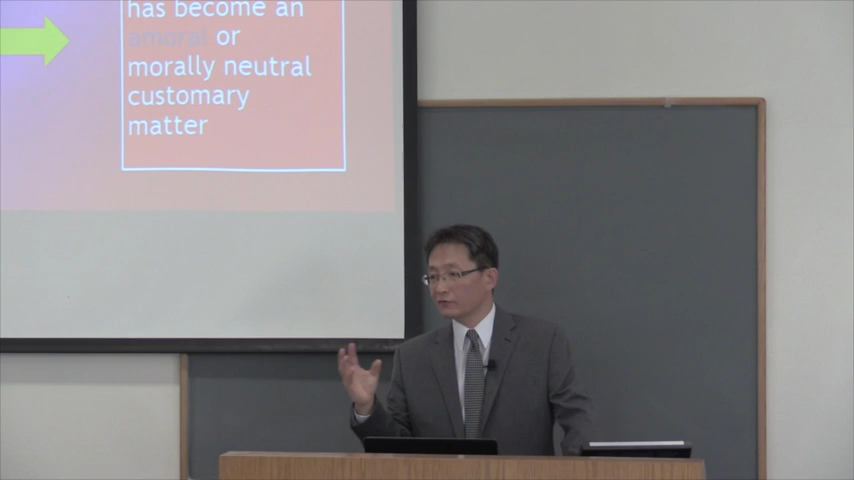 has become an
amoral or
morally neutral
customary
matter